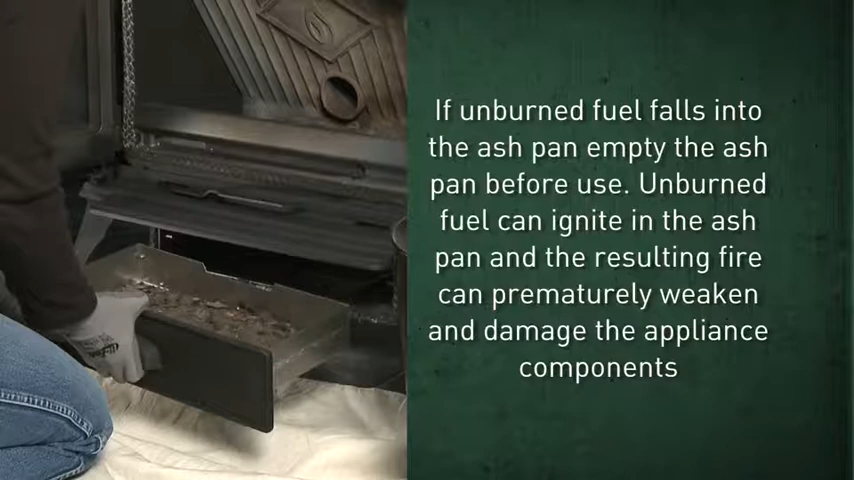 If unburned fuel falls into
the ash pan empty the ash
pan before use. Unburned
fuel can ignite in the ash
pan and the resulting fire
can prematurely weaken
and damage the appliance
components